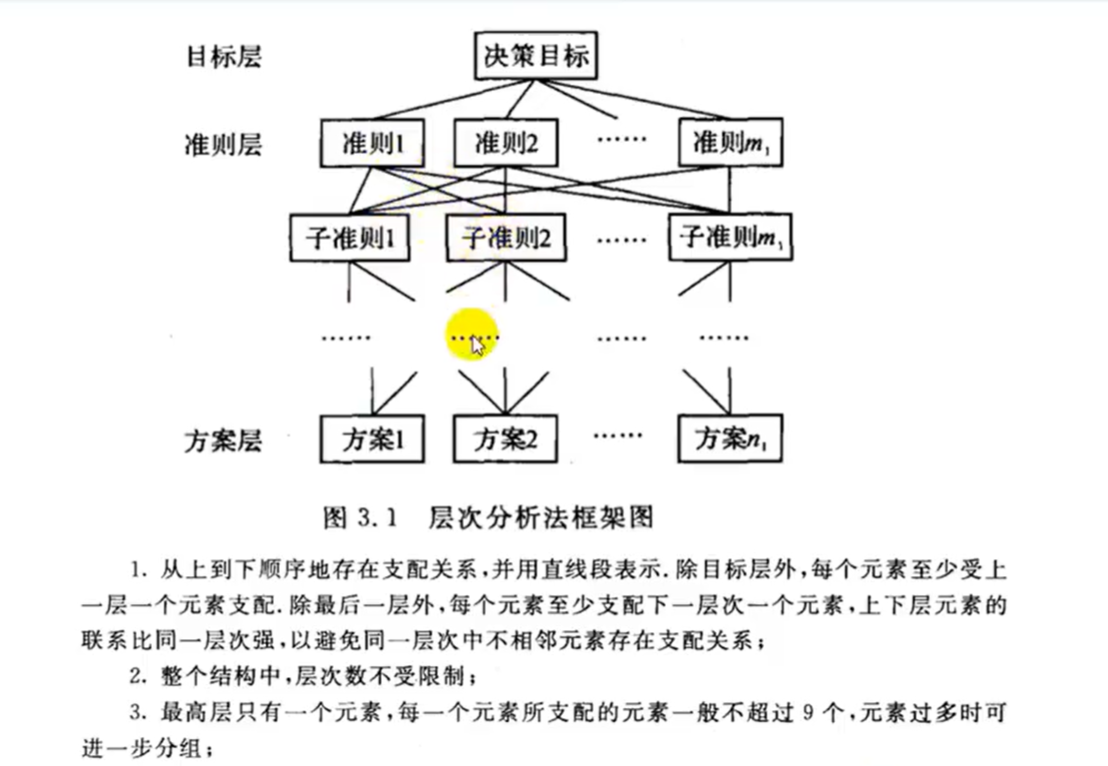 目标层 决策目标
准则层 准则1 准则2 …… 准则m₁
子准则1 子准则2 …… 子准则m₁
…… …… …… ……
方案层 方案1 方案2 …… 方案n₁
图 3.1 层次分析法框架图
1. 从上到下顺序地存在支配关系,并用直线段表示.除目标层外,每个元素至少受上
一层一个元素支配.除最后一层外,每个元素至少支配下一层次一个元素,上下层元素的
联系比同一层次强,以避免同一层次中不相邻元素存在支配关系;
2. 整个结构中,层次数不受限制;
3. 最高层只有一个元素,每一个元素所支配的元素一般不超过 9 个,元素过多时可
进一步分组;